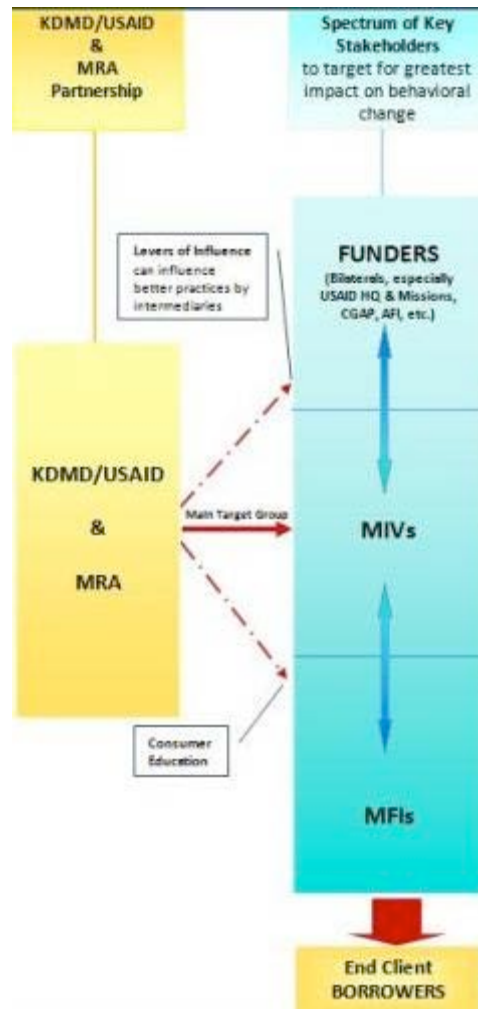 KDMD/USAID
&
MRA
Partnership
Spectrum of Key
Stakeholders
to target for greatest
impact on behavioral
change
Levers of Influence
can influence
better practices by
intermediaries
FUNDERS
(Bilaterals, especially
USAID HQ & Missions,
CGAP, AFI, etc.)
KDMD/USAID
&
MRA
Main Target Group
MIVs
Consumer
Education
MFIs
End Client
BORROWERS